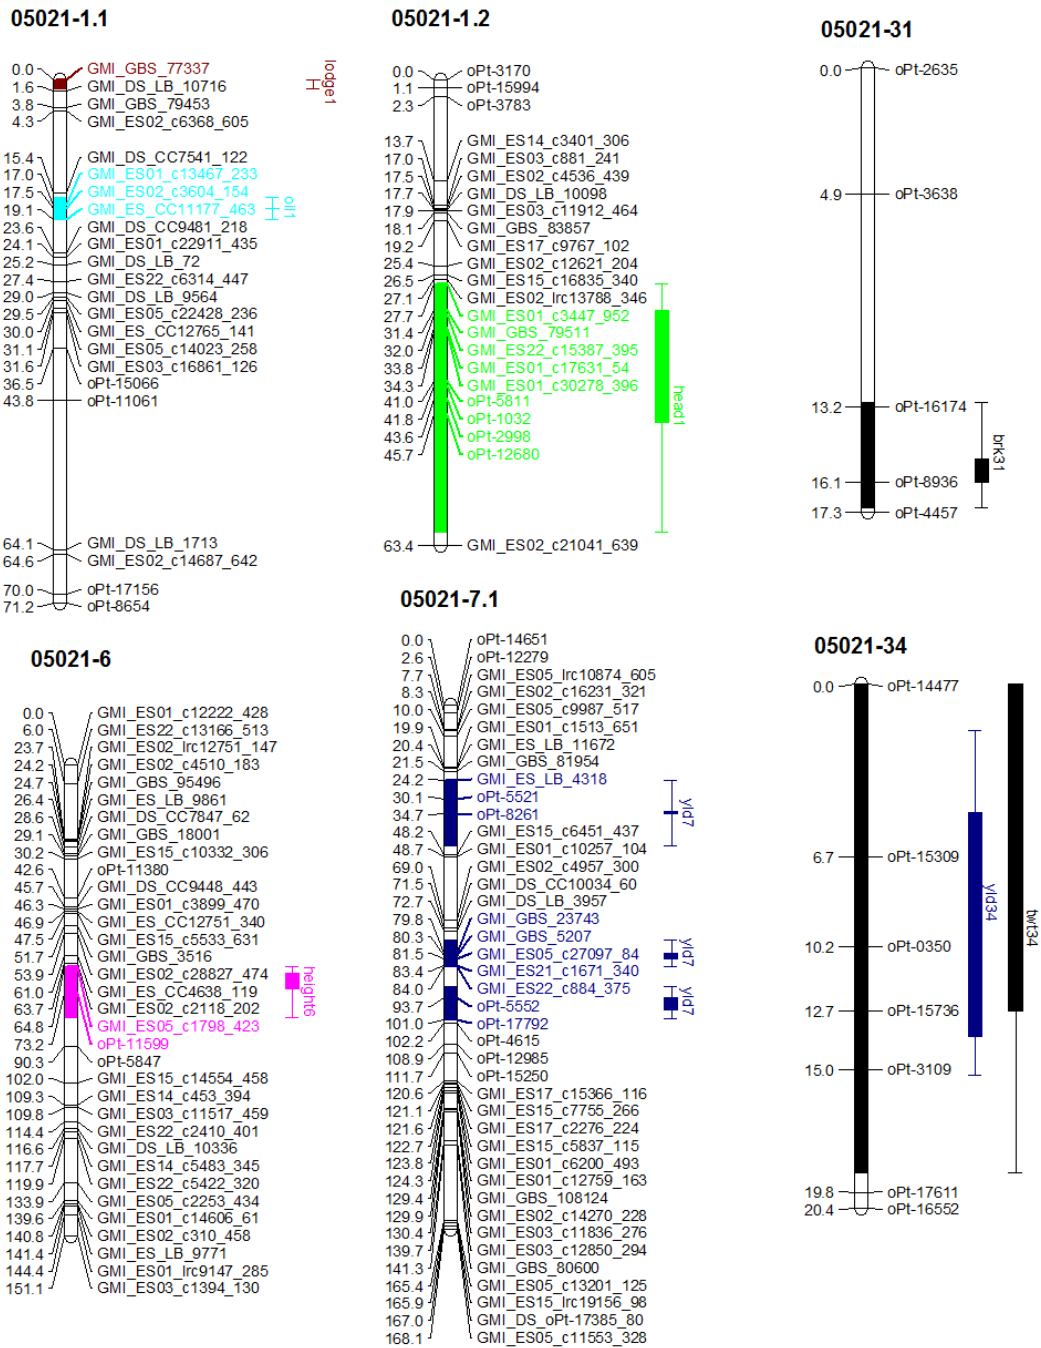 05021-1.1
0.0 GMI_GBS_77337
1.6 GMI_DS_LB_10716
3.8 GMI_GBS_79453
4.3 GMI_ES02_c6368_605
15.4 GMI_DS_CC7541_122
17.0 GMI_ES01_c13467_233
17.5 GMI_ES02_c3604_154
19.1 GMI_ES_CC11177_463
23.6 GMI_DS_CC9481_218
24.1 GMI_ES01_c22911_435
25.2 GMI_DS_LB_72
27.4 GMI_ES22_c6314_447
29.0 GMI_DS_LB_9564
29.5 GMI_ES05_c22428_236
30.0 GMI_ES_CC12765_141
31.1 GMI_ES05_c14023_258
31.6 GMI_ES03_c16861_126
36.5 oPt-15066
43.8 oPt-11061
64.1 GMI_DS_LB_1713
64.6 GMI_ES02_c14687_642
70.0 oPt-17156
71.2 oPt-8654
lodge1
oil1
05021-1.2
0.0 oPt-3170
1.1 oPt-15994
2.3 oPt-3783
13.7 GMI_ES14_c3401_306
17.0 GMI_ES03_c881_241
17.5 GMI_ES02_c4536_439
17.7 GMI_DS_LB_10098
17.9 GMI_ES03_c11912_464
18.1 GMI_GBS_83857
19.2 GMI_ES17_c9767_102
25.4 GMI_ES02_c12621_204
26.5 GMI_ES15_c16835_340
27.1 GMI_ES02_lrc13788_346
27.7 GMI_ES01_c3447_952
31.4 GMI_GBS_79511
32.0 GMI_ES22_c15387_395
33.8 GMI_ES01_c17631_54
34.3 GMI_ES01_c30278_396
41.0 oPt-5811
41.8 oPt-1032
43.6 oPt-2998
45.7 oPt-12680
63.4 GMI_ES02_c21041_639
head1
05021-31
0.0 oPt-2635
4.9 oPt-3638
13.2 oPt-16174
16.1 oPt-8936
17.3 oPt-4457
brk31
05021-6
0.0 GMI_ES01_c12222_428
6.0 GMI_ES22_c13166_513
23.7 GMI_ES02_lrc12751_147
24.2 GMI_ES02_c4510_183
24.7 GMI_GBS_95496
26.4 GMI_ES_LB_9861
28.6 GMI_DS_CC7847_62
29.1 GMI_GBS_18001
30.2 GMI_ES15_c10332_306
42.6 oPt-11380
45.7 GMI_DS_CC9448_443
46.3 GMI_ES01_c3899_470
46.9 GMI_ES_CC12751_340
47.5 GMI_ES15_c5533_631
51.7 GMI_GBS_3516
53.9 GMI_ES02_c28827_474
61.0 GMI_ES_CC4638_119
63.7 GMI_ES02_c2118_202
64.8 GMI_ES05_c1798_423
73.2 oPt-11599
90.3 oPt-5847
102.0 GMI_ES15_c14554_458
109.3 GMI_ES14_c453_394
109.8 GMI_ES03_c11517_459
114.4 GMI_ES22_c2410_401
116.6 GMI_DS_LB_10336
117.7 GMI_ES14_c5483_345
119.9 GMI_ES22_c5422_320
133.9 GMI_ES05_c2253_434
139.6 GMI_ES01_c14606_61
140.8 GMI_ES02_c310_458
141.4 GMI_ES_LB_9771
144.4 GMI_ES01_lrc9147_285
151.1 GMI_ES03_c1394_130
height6
05021-7.1
0.0 oPt-14651
2.6 oPt-12279
7.7 GMI_ES05_lrc10874_605
8.3 GMI_ES02_c16231_321
10.0 GMI_ES05_c9987_517
19.9 GMI_ES01_c1513_651
20.4 GMI_ES_LB_11672
21.5 GMI_GBS_81954
24.2 GMI_ES_LB_4318
30.1 oPt-5521
34.7 oPt-8261
48.2 GMI_ES15_c6451_437
48.7 GMI_ES01_c10257_104
69.0 GMI_ES02_c4957_300
71.5 GMI_DS_CC10034_60
72.7 GMI_DS_LB_3957
79.8 GMI_GBS_23743
80.3 GMI_GBS_5207
81.5 GMI_ES05_c27097_84
83.4 GMI_ES21_c1671_340
84.0 GMI_ES22_c884_375
93.7 oPt-5552
101.0 oPt-17792
102.2 oPt-4615
108.9 oPt-12985
111.7 oPt-15250
120.6 GMI_ES17_c15366_116
121.1 GMI_ES15_c7755_266
121.6 GMI_ES17_c2276_224
122.7 GMI_ES15_c5837_115
123.8 GMI_ES01_c6200_493
124.3 GMI_ES01_c12759_163
129.4 GMI_GBS_108124
129.9 GMI_ES02_c14270_228
130.4 GMI_ES03_c11836_276
139.7 GMI_ES03_c12850_294
141.3 GMI_GBS_80600
165.4 GMI_ES05_c13201_125
165.9 GMI_ES15_lrc19156_98
167.0 GMI_DS_oPt-17385_80
168.1 GMI_ES05_c11553_328
yld7
yld7
yld7
05021-34
0.0 oPt-14477
6.7 oPt-15309
10.2 oPt-0350
12.7 oPt-15736
15.0 oPt-3109
19.8 oPt-17611
20.4 oPt-16552
yld34
twt34